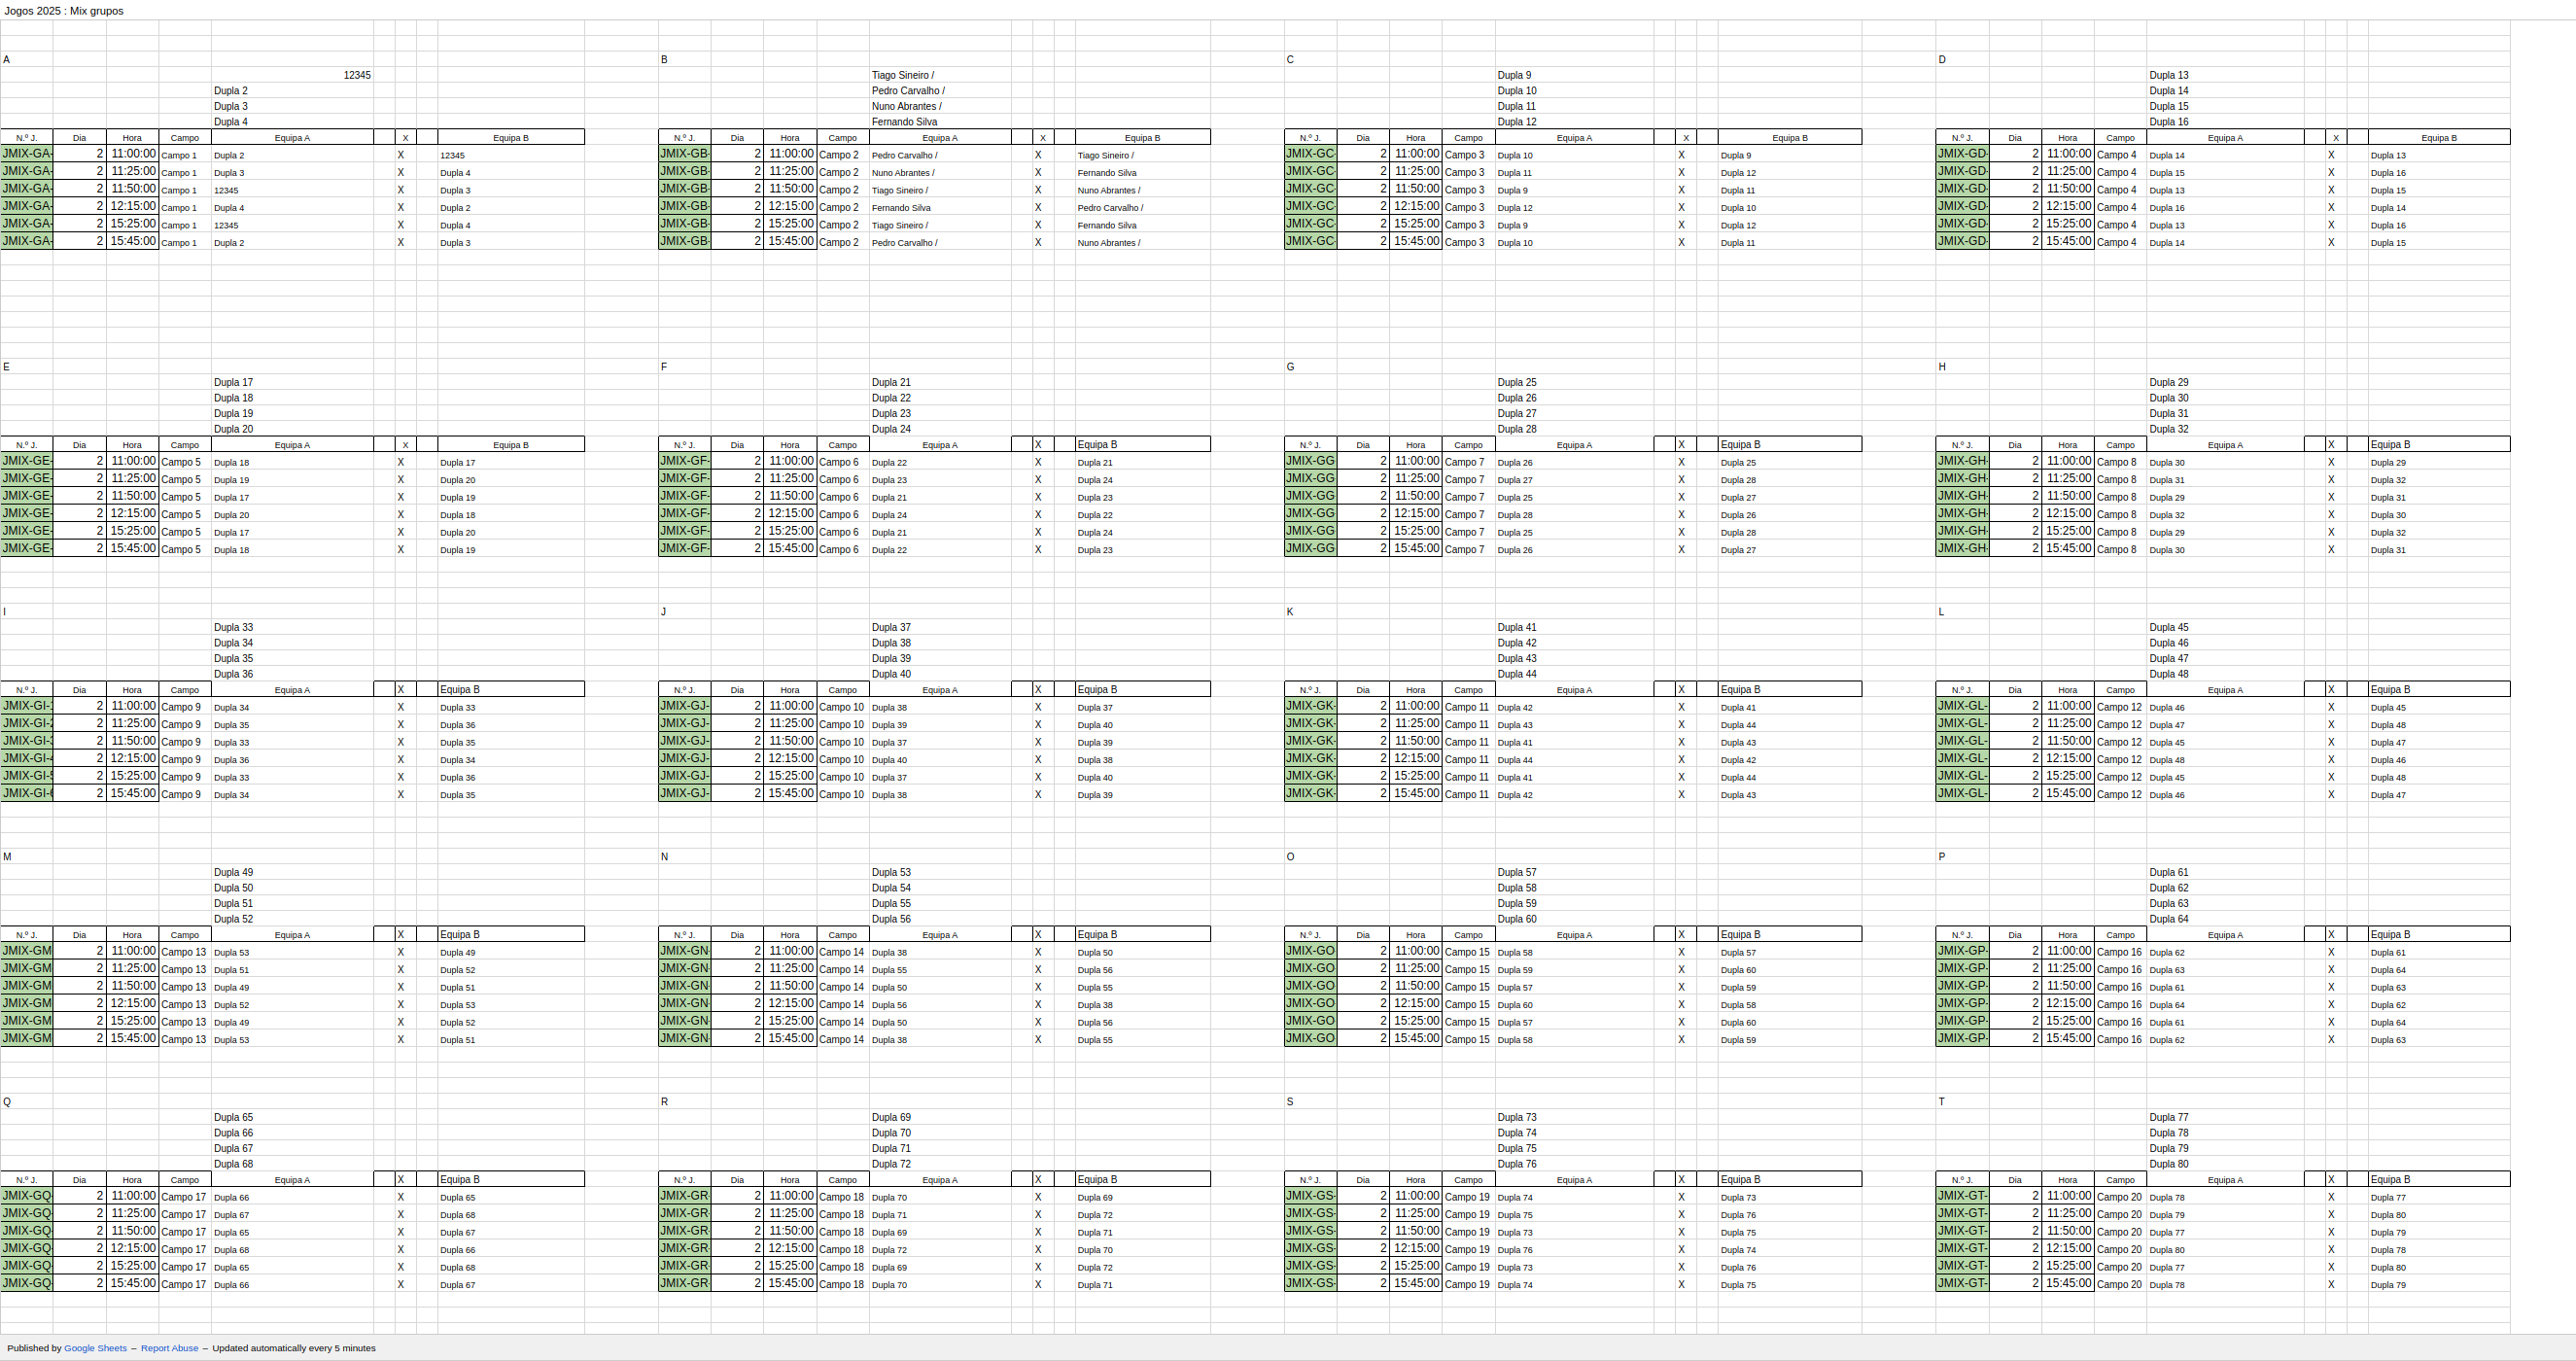 Jogos 2025 : Mix grupos
A B C D
12345 Tiago Sineiro / Dupla 9 Dupla 13
Dupla 2 Pedro Carvalho / Dupla 10 Dupla 14
Dupla 3 Nuno Abrantes / Dupla 11 Dupla 15
Dupla 4 Fernando Silva Dupla 12 Dupla 16
N.º J. Dia Hora Campo Equipa A X Equipa B N.º J. Dia Hora Campo Equipa A X Equipa B N.º J. Dia Hora Campo Equipa A X Equipa B N.º J. Dia Hora Campo Equipa A X Equipa B
JMIX-GA- 2 11:00:00 Campo 1 Dupla 2 X 12345 JMIX-GB- 2 11:00:00 Campo 2 Pedro Carvalho / X Tiago Sineiro / JMIX-GC- 2 11:00:00 Campo 3 Dupla 10 X Dupla 9 JMIX-GD- 2 11:00:00 Campo 4 Dupla 14 X Dupla 13
JMIX-GA- 2 11:25:00 Campo 1 Dupla 3 X Dupla 4 JMIX-GB- 2 11:25:00 Campo 2 Nuno Abrantes / X Fernando Silva JMIX-GC- 2 11:25:00 Campo 3 Dupla 11 X Dupla 12 JMIX-GD- 2 11:25:00 Campo 4 Dupla 15 X Dupla 16
JMIX-GA- 2 11:50:00 Campo 1 12345 X Dupla 3 JMIX-GB- 2 11:50:00 Campo 2 Tiago Sineiro / X Nuno Abrantes / JMIX-GC- 2 11:50:00 Campo 3 Dupla 9 X Dupla 11 JMIX-GD- 2 11:50:00 Campo 4 Dupla 13 X Dupla 15
JMIX-GA- 2 12:15:00 Campo 1 Dupla 4 X Dupla 2 JMIX-GB- 2 12:15:00 Campo 2 Fernando Silva X Pedro Carvalho / JMIX-GC- 2 12:15:00 Campo 3 Dupla 12 X Dupla 10 JMIX-GD- 2 12:15:00 Campo 4 Dupla 16 X Dupla 14
JMIX-GA- 2 15:25:00 Campo 1 12345 X Dupla 4 JMIX-GB- 2 15:25:00 Campo 2 Tiago Sineiro / X Fernando Silva JMIX-GC- 2 15:25:00 Campo 3 Dupla 9 X Dupla 12 JMIX-GD- 2 15:25:00 Campo 4 Dupla 13 X Dupla 16
JMIX-GA- 2 15:45:00 Campo 1 Dupla 2 X Dupla 3 JMIX-GB- 2 15:45:00 Campo 2 Pedro Carvalho / X Nuno Abrantes / JMIX-GC- 2 15:45:00 Campo 3 Dupla 10 X Dupla 11 JMIX-GD- 2 15:45:00 Campo 4 Dupla 14 X Dupla 15
E F G H
Dupla 17 Dupla 21 Dupla 25 Dupla 29
Dupla 18 Dupla 22 Dupla 26 Dupla 30
Dupla 19 Dupla 23 Dupla 27 Dupla 31
Dupla 20 Dupla 24 Dupla 28 Dupla 32
N.º J. Dia Hora Campo Equipa A X Equipa B N.º J. Dia Hora Campo Equipa A X Equipa B N.º J. Dia Hora Campo Equipa A X Equipa B N.º J. Dia Hora Campo Equipa A X Equipa B
JMIX-GE- 2 11:00:00 Campo 5 Dupla 18 X Dupla 17 JMIX-GF- 2 11:00:00 Campo 6 Dupla 22 X Dupla 21 JMIX-GG 2 11:00:00 Campo 7 Dupla 26 X Dupla 25 JMIX-GH- 2 11:00:00 Campo 8 Dupla 30 X Dupla 29
JMIX-GE- 2 11:25:00 Campo 5 Dupla 19 X Dupla 20 JMIX-GF- 2 11:25:00 Campo 6 Dupla 23 X Dupla 24 JMIX-GG 2 11:25:00 Campo 7 Dupla 27 X Dupla 28 JMIX-GH- 2 11:25:00 Campo 8 Dupla 31 X Dupla 32
JMIX-GE- 2 11:50:00 Campo 5 Dupla 17 X Dupla 19 JMIX-GF- 2 11:50:00 Campo 6 Dupla 21 X Dupla 23 JMIX-GG 2 11:50:00 Campo 7 Dupla 25 X Dupla 27 JMIX-GH- 2 11:50:00 Campo 8 Dupla 29 X Dupla 31
JMIX-GE- 2 12:15:00 Campo 5 Dupla 20 X Dupla 18 JMIX-GF- 2 12:15:00 Campo 6 Dupla 24 X Dupla 22 JMIX-GG 2 12:15:00 Campo 7 Dupla 28 X Dupla 26 JMIX-GH- 2 12:15:00 Campo 8 Dupla 32 X Dupla 30
JMIX-GE- 2 15:25:00 Campo 5 Dupla 17 X Dupla 20 JMIX-GF- 2 15:25:00 Campo 6 Dupla 21 X Dupla 24 JMIX-GG 2 15:25:00 Campo 7 Dupla 25 X Dupla 28 JMIX-GH- 2 15:25:00 Campo 8 Dupla 29 X Dupla 32
JMIX-GE- 2 15:45:00 Campo 5 Dupla 18 X Dupla 19 JMIX-GF- 2 15:45:00 Campo 6 Dupla 22 X Dupla 23 JMIX-GG 2 15:45:00 Campo 7 Dupla 26 X Dupla 27 JMIX-GH- 2 15:45:00 Campo 8 Dupla 30 X Dupla 31
I J K L
Dupla 33 Dupla 37 Dupla 41 Dupla 45
Dupla 34 Dupla 38 Dupla 42 Dupla 46
Dupla 35 Dupla 39 Dupla 43 Dupla 47
Dupla 36 Dupla 40 Dupla 44 Dupla 48
N.º J. Dia Hora Campo Equipa A X Equipa B N.º J. Dia Hora Campo Equipa A X Equipa B N.º J. Dia Hora Campo Equipa A X Equipa B N.º J. Dia Hora Campo Equipa A X Equipa B
JMIX-GI-1 2 11:00:00 Campo 9 Dupla 34 X Dupla 33 JMIX-GJ- 2 11:00:00 Campo 10 Dupla 38 X Dupla 37 JMIX-GK- 2 11:00:00 Campo 11 Dupla 42 X Dupla 41 JMIX-GL- 2 11:00:00 Campo 12 Dupla 46 X Dupla 45
JMIX-GI-2 2 11:25:00 Campo 9 Dupla 35 X Dupla 36 JMIX-GJ- 2 11:25:00 Campo 10 Dupla 39 X Dupla 40 JMIX-GK- 2 11:25:00 Campo 11 Dupla 43 X Dupla 44 JMIX-GL- 2 11:25:00 Campo 12 Dupla 47 X Dupla 48
JMIX-GI-3 2 11:50:00 Campo 9 Dupla 33 X Dupla 35 JMIX-GJ- 2 11:50:00 Campo 10 Dupla 37 X Dupla 39 JMIX-GK- 2 11:50:00 Campo 11 Dupla 41 X Dupla 43 JMIX-GL- 2 11:50:00 Campo 12 Dupla 45 X Dupla 47
JMIX-GI-4 2 12:15:00 Campo 9 Dupla 36 X Dupla 34 JMIX-GJ- 2 12:15:00 Campo 10 Dupla 40 X Dupla 38 JMIX-GK- 2 12:15:00 Campo 11 Dupla 44 X Dupla 42 JMIX-GL- 2 12:15:00 Campo 12 Dupla 48 X Dupla 46
JMIX-GI-5 2 15:25:00 Campo 9 Dupla 33 X Dupla 36 JMIX-GJ- 2 15:25:00 Campo 10 Dupla 37 X Dupla 40 JMIX-GK- 2 15:25:00 Campo 11 Dupla 41 X Dupla 44 JMIX-GL- 2 15:25:00 Campo 12 Dupla 45 X Dupla 48
JMIX-GI-6 2 15:45:00 Campo 9 Dupla 34 X Dupla 35 JMIX-GJ- 2 15:45:00 Campo 10 Dupla 38 X Dupla 39 JMIX-GK- 2 15:45:00 Campo 11 Dupla 42 X Dupla 43 JMIX-GL- 2 15:45:00 Campo 12 Dupla 46 X Dupla 47
M N O P
Dupla 49 Dupla 53 Dupla 57 Dupla 61
Dupla 50 Dupla 54 Dupla 58 Dupla 62
Dupla 51 Dupla 55 Dupla 59 Dupla 63
Dupla 52 Dupla 56 Dupla 60 Dupla 64
N.º J. Dia Hora Campo Equipa A X Equipa B N.º J. Dia Hora Campo Equipa A X Equipa B N.º J. Dia Hora Campo Equipa A X Equipa B N.º J. Dia Hora Campo Equipa A X Equipa B
JMIX-GM 2 11:00:00 Campo 13 Dupla 53 X Dupla 49 JMIX-GN- 2 11:00:00 Campo 14 Dupla 38 X Dupla 50 JMIX-GO 2 11:00:00 Campo 15 Dupla 58 X Dupla 57 JMIX-GP- 2 11:00:00 Campo 16 Dupla 62 X Dupla 61
JMIX-GM 2 11:25:00 Campo 13 Dupla 51 X Dupla 52 JMIX-GN- 2 11:25:00 Campo 14 Dupla 55 X Dupla 56 JMIX-GO 2 11:25:00 Campo 15 Dupla 59 X Dupla 60 JMIX-GP- 2 11:25:00 Campo 16 Dupla 63 X Dupla 64
JMIX-GM 2 11:50:00 Campo 13 Dupla 49 X Dupla 51 JMIX-GN- 2 11:50:00 Campo 14 Dupla 50 X Dupla 55 JMIX-GO 2 11:50:00 Campo 15 Dupla 57 X Dupla 59 JMIX-GP- 2 11:50:00 Campo 16 Dupla 61 X Dupla 63
JMIX-GM 2 12:15:00 Campo 13 Dupla 52 X Dupla 53 JMIX-GN- 2 12:15:00 Campo 14 Dupla 56 X Dupla 38 JMIX-GO 2 12:15:00 Campo 15 Dupla 60 X Dupla 58 JMIX-GP- 2 12:15:00 Campo 16 Dupla 64 X Dupla 62
JMIX-GM 2 15:25:00 Campo 13 Dupla 49 X Dupla 52 JMIX-GN- 2 15:25:00 Campo 14 Dupla 50 X Dupla 56 JMIX-GO 2 15:25:00 Campo 15 Dupla 57 X Dupla 60 JMIX-GP- 2 15:25:00 Campo 16 Dupla 61 X Dupla 64
JMIX-GM 2 15:45:00 Campo 13 Dupla 53 X Dupla 51 JMIX-GN- 2 15:45:00 Campo 14 Dupla 38 X Dupla 55 JMIX-GO 2 15:45:00 Campo 15 Dupla 58 X Dupla 59 JMIX-GP- 2 15:45:00 Campo 16 Dupla 62 X Dupla 63
Q R S T
Dupla 65 Dupla 69 Dupla 73 Dupla 77
Dupla 66 Dupla 70 Dupla 74 Dupla 78
Dupla 67 Dupla 71 Dupla 75 Dupla 79
Dupla 68 Dupla 72 Dupla 76 Dupla 80
N.º J. Dia Hora Campo Equipa A X Equipa B N.º J. Dia Hora Campo Equipa A X Equipa B N.º J. Dia Hora Campo Equipa A X Equipa B N.º J. Dia Hora Campo Equipa A X Equipa B
JMIX-GQ- 2 11:00:00 Campo 17 Dupla 66 X Dupla 65 JMIX-GR- 2 11:00:00 Campo 18 Dupla 70 X Dupla 69 JMIX-GS- 2 11:00:00 Campo 19 Dupla 74 X Dupla 73 JMIX-GT- 2 11:00:00 Campo 20 Dupla 78 X Dupla 77
JMIX-GQ- 2 11:25:00 Campo 17 Dupla 67 X Dupla 68 JMIX-GR- 2 11:25:00 Campo 18 Dupla 71 X Dupla 72 JMIX-GS- 2 11:25:00 Campo 19 Dupla 75 X Dupla 76 JMIX-GT- 2 11:25:00 Campo 20 Dupla 79 X Dupla 80
JMIX-GQ- 2 11:50:00 Campo 17 Dupla 65 X Dupla 67 JMIX-GR- 2 11:50:00 Campo 18 Dupla 69 X Dupla 71 JMIX-GS- 2 11:50:00 Campo 19 Dupla 73 X Dupla 75 JMIX-GT- 2 11:50:00 Campo 20 Dupla 77 X Dupla 79
JMIX-GQ- 2 12:15:00 Campo 17 Dupla 68 X Dupla 66 JMIX-GR- 2 12:15:00 Campo 18 Dupla 72 X Dupla 70 JMIX-GS- 2 12:15:00 Campo 19 Dupla 76 X Dupla 74 JMIX-GT- 2 12:15:00 Campo 20 Dupla 80 X Dupla 78
JMIX-GQ- 2 15:25:00 Campo 17 Dupla 65 X Dupla 68 JMIX-GR- 2 15:25:00 Campo 18 Dupla 69 X Dupla 72 JMIX-GS- 2 15:25:00 Campo 19 Dupla 73 X Dupla 76 JMIX-GT- 2 15:25:00 Campo 20 Dupla 77 X Dupla 80
JMIX-GQ- 2 15:45:00 Campo 17 Dupla 66 X Dupla 67 JMIX-GR- 2 15:45:00 Campo 18 Dupla 70 X Dupla 71 JMIX-GS- 2 15:45:00 Campo 19 Dupla 74 X Dupla 75 JMIX-GT- 2 15:45:00 Campo 20 Dupla 78 X Dupla 79
Published by Google Sheets – Report Abuse – Updated automatically every 5 minutes